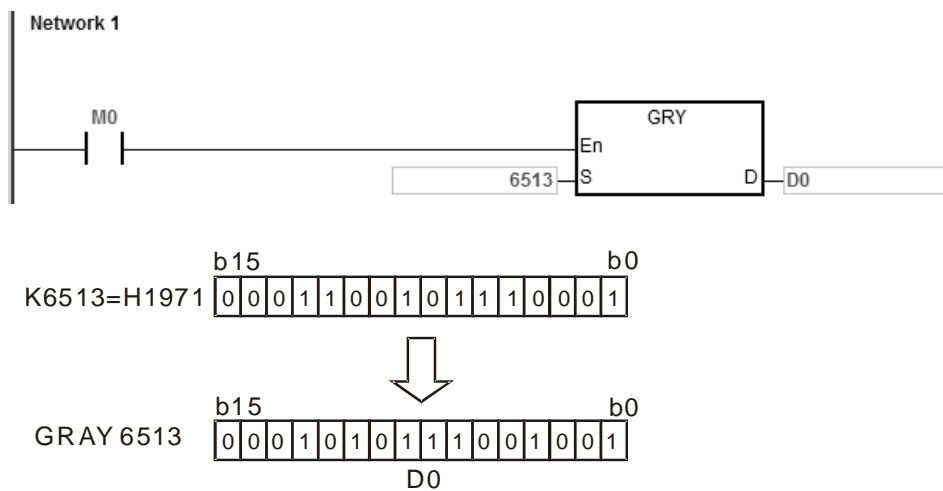 Network 1
M0
GRY
En
6513 S D D0
b15 b0
K6513=H1971 0 0 0 1 1 0 0 1 0 1 1 1 0 0 0 1
b15 b0
GRAY 6513 0 0 0 1 0 1 0 1 1 1 0 0 1 0 0 1
D0